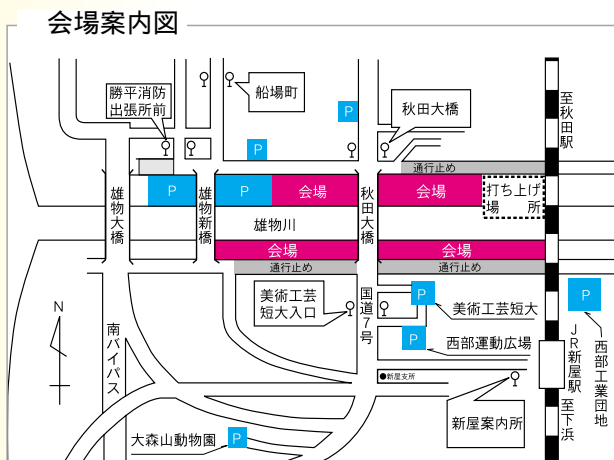 会場案内図
勝平消防
出張所前
船場町
秋田大橋
至秋田駅
P
P
通行止め
雄物大橋
P
雄物新橋
P
会場
秋田大橋
会場
打ち上げ
場所
雄物川
会場
会場
通行止め
通行止め
美術工芸
短大入口
国道7号
P
美術工芸短大
P
N
P
西部運動広場
南バイパス
JR新屋駅
西部工業団地
●新屋支所
至下浜
新屋案内所
大森山動物園
P